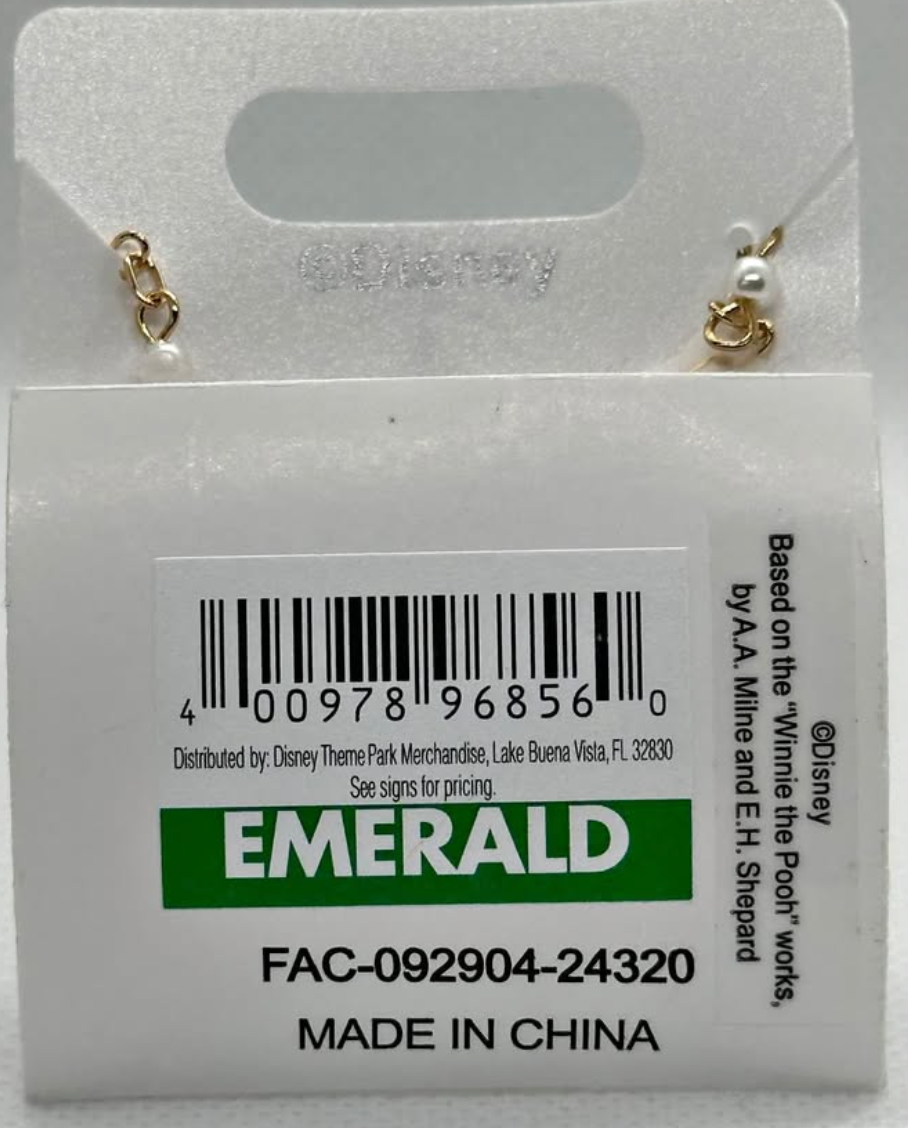 ©Disney
4 00978 96856 0
Distributed by: Disney Theme Park Merchandise, Lake Buena Vista, FL 32830
See signs for pricing.
EMERALD
FAC-092904-24320
MADE IN CHINA
©Disney
Based on the "Winnie the Pooh" works,
by A.A. Milne and E.H. Shepard